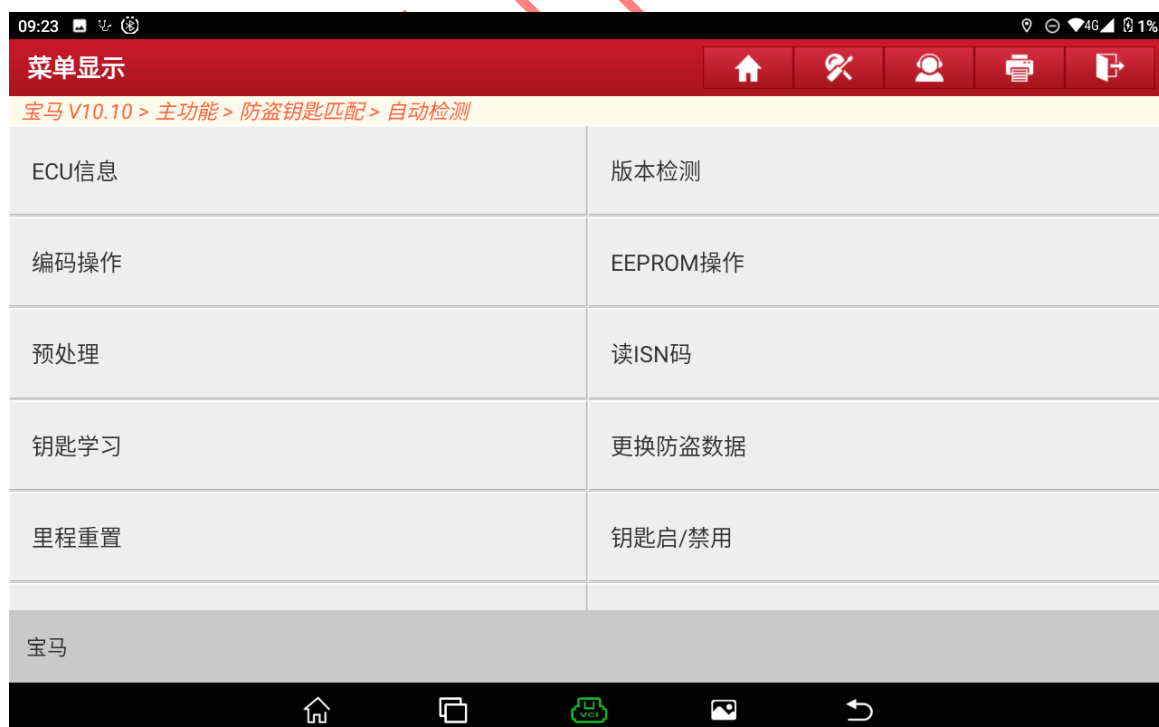 09:23 4G 1%
菜单显示
宝马 V10.10 > 主功能 > 防盗钥匙匹配 > 自动检测
ECU信息 版本检测
编码操作 EEPROM操作
预处理 读ISN码
钥匙学习 更换防盗数据
里程重置 钥匙启/禁用
宝马
VCI